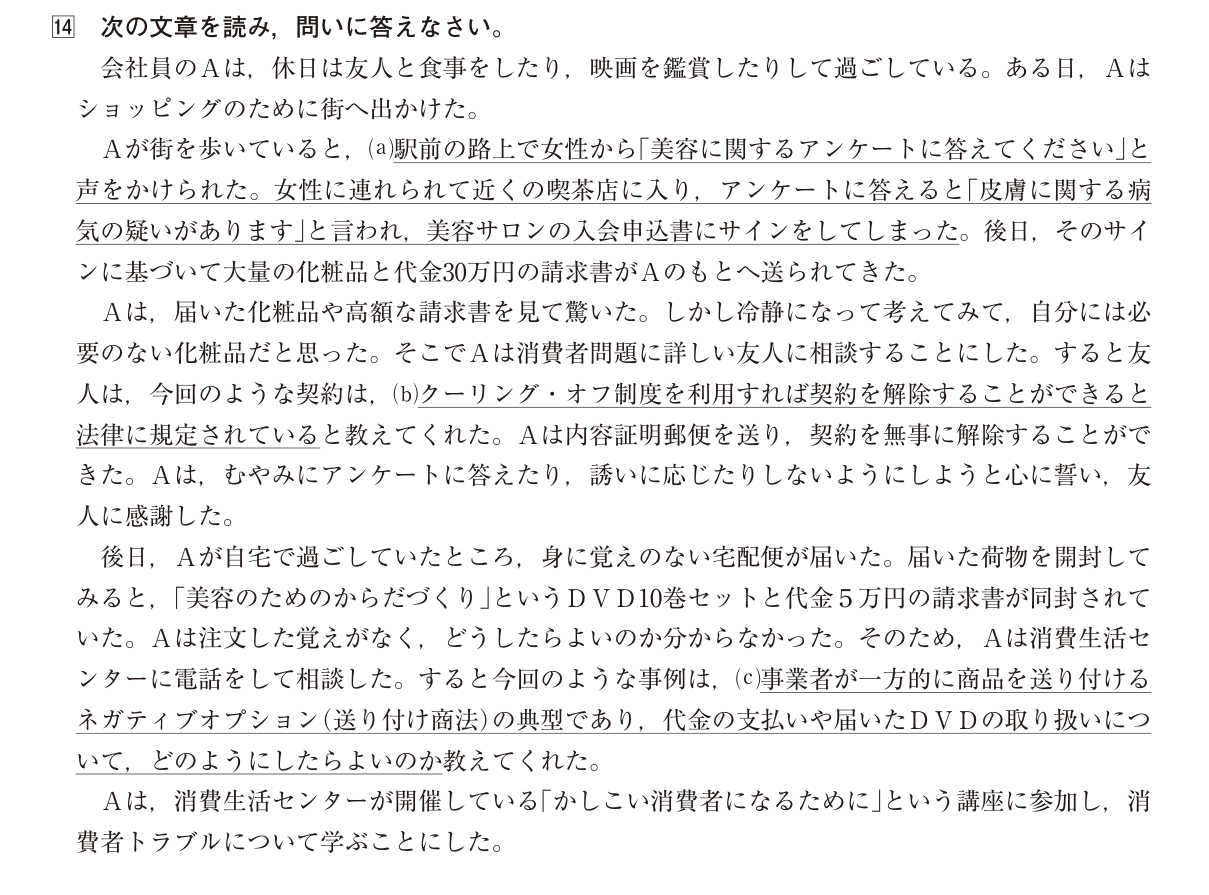 14 次の文章を読み，問いに答えなさい。
会社員のＡは，休日は友人と食事をしたり，映画を鑑賞したりして過ごしている。ある日，Ａは
ショッピングのために街へ出かけた。
Ａが街を歩いていると，(a)駅前の路上で女性から「美容に関するアンケートに答えてください」と
声をかけられた。女性に連れられて近くの喫茶店に入り，アンケートに答えると「皮膚に関する病
気の疑いがあります」と言われ，美容サロンの入会申込書にサインをしてしまった。後日，そのサイ
ンに基づいて大量の化粧品と代金30万円の請求書がＡのもとへ送られてきた。
Ａは，届いた化粧品や高額な請求書を見て驚いた。しかし冷静になって考えてみて，自分には必
要のない化粧品だと思った。そこでＡは消費者問題に詳しい友人に相談することにした。すると友
人は，今回のような契約は，(b)クーリング・オフ制度を利用すれば契約を解除することができると
法律に規定されていると教えてくれた。Ａは内容証明郵便を送り，契約を無事に解除することがで
きた。Ａは，むやみにアンケートに答えたり，誘いに応じたりしないようにしようと心に誓い，友
人に感謝した。
後日，Ａが自宅で過ごしていたところ，身に覚えのない宅配便が届いた。届いた荷物を開封して
みると，「美容のためのからだづくり」というＤＶＤ10巻セットと代金５万円の請求書が同封されて
いた。Ａは注文した覚えがなく，どうしたらよいのか分からなかった。そのため，Ａは消費生活セ
ンターに電話をして相談した。すると今回のような事例は，(c)事業者が一方的に商品を送り付ける
ネガティブオプション(送り付け商法)の典型であり，代金の支払いや届いたＤＶＤの取り扱いにつ
いて，どのようにしたらよいのか教えてくれた。
Ａは，消費生活センターが開催している「かしこい消費者になるために」という講座に参加し，消
費者トラブルについて学ぶことにした。